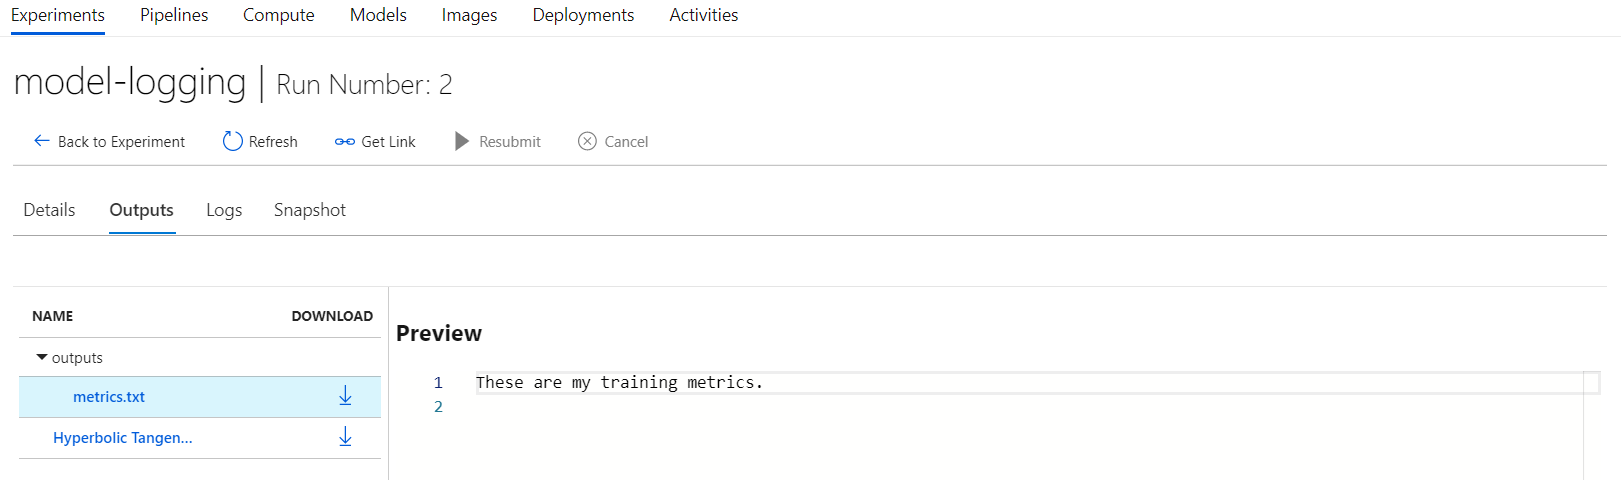 Experiments Pipelines Compute Models Images Deployments Activities
model-logging | Run Number: 2
Back to Experiment Refresh Get Link Resubmit Cancel
Details Outputs Logs Snapshot
NAME DOWNLOAD
outputs
metrics.txt
Hyperbolic Tangen...
Preview
1 These are my training metrics.
2